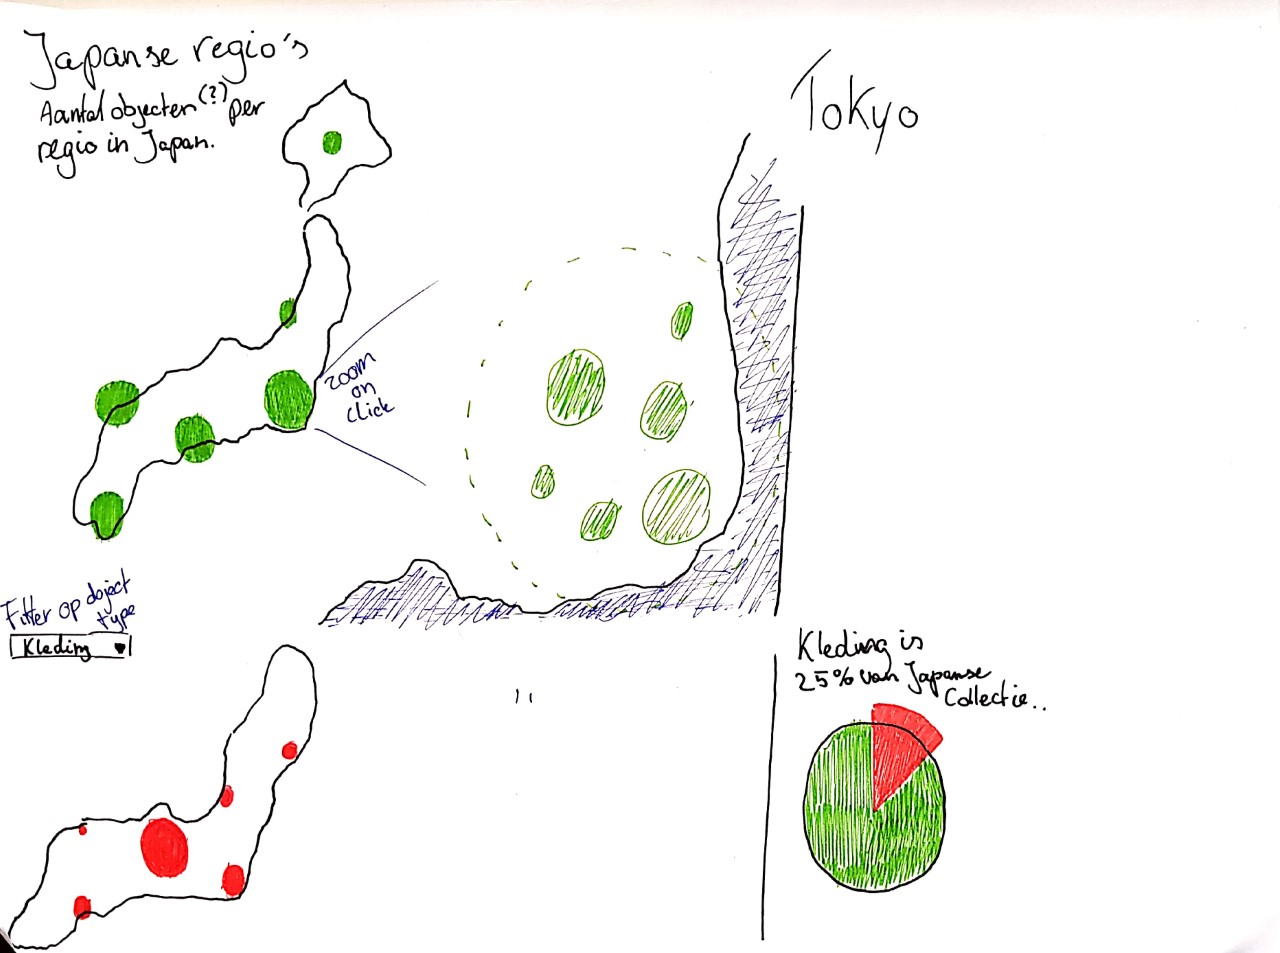 Japanse regio's
Aantal objecten (?) per
regio in Japan.
Tokyo
zoom
on
click
Filter op object
type
Kleding
"
Kleding is
25% van Japanse
Collectie..